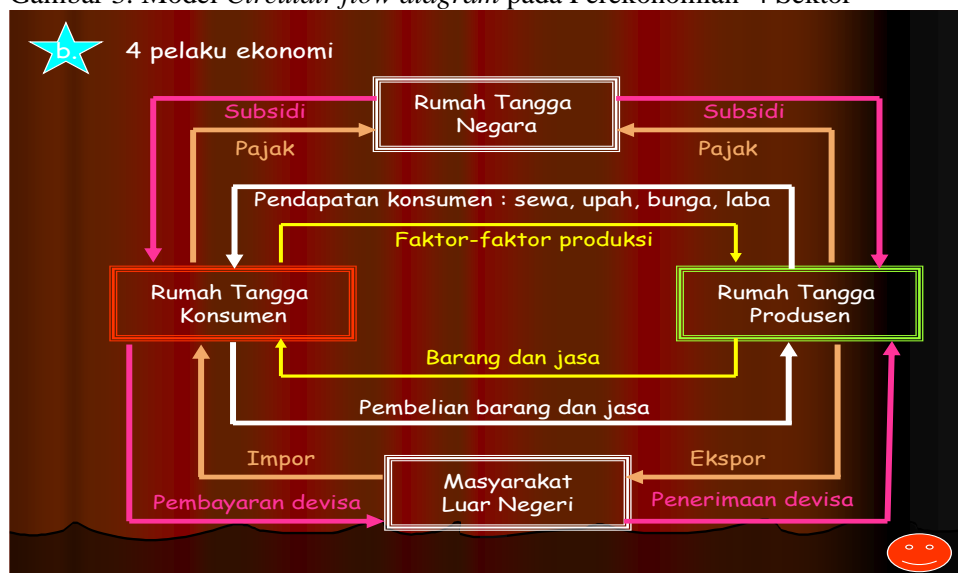 Gambar 3. Model Circulair flow diagram pada Perekonomian 4 Sektor
b.
4 pelaku ekonomi
Rumah Tangga
Negara
Subsidi
Subsidi
Pajak
Pajak
Pendapatan konsumen : sewa, upah, bunga, laba
Faktor-faktor produksi
Rumah Tangga
Konsumen
Rumah Tangga
Produsen
Barang dan jasa
Pembelian barang dan jasa
Impor
Ekspor
Masyarakat
Luar Negeri
Pembayaran devisa
Penerimaan devisa